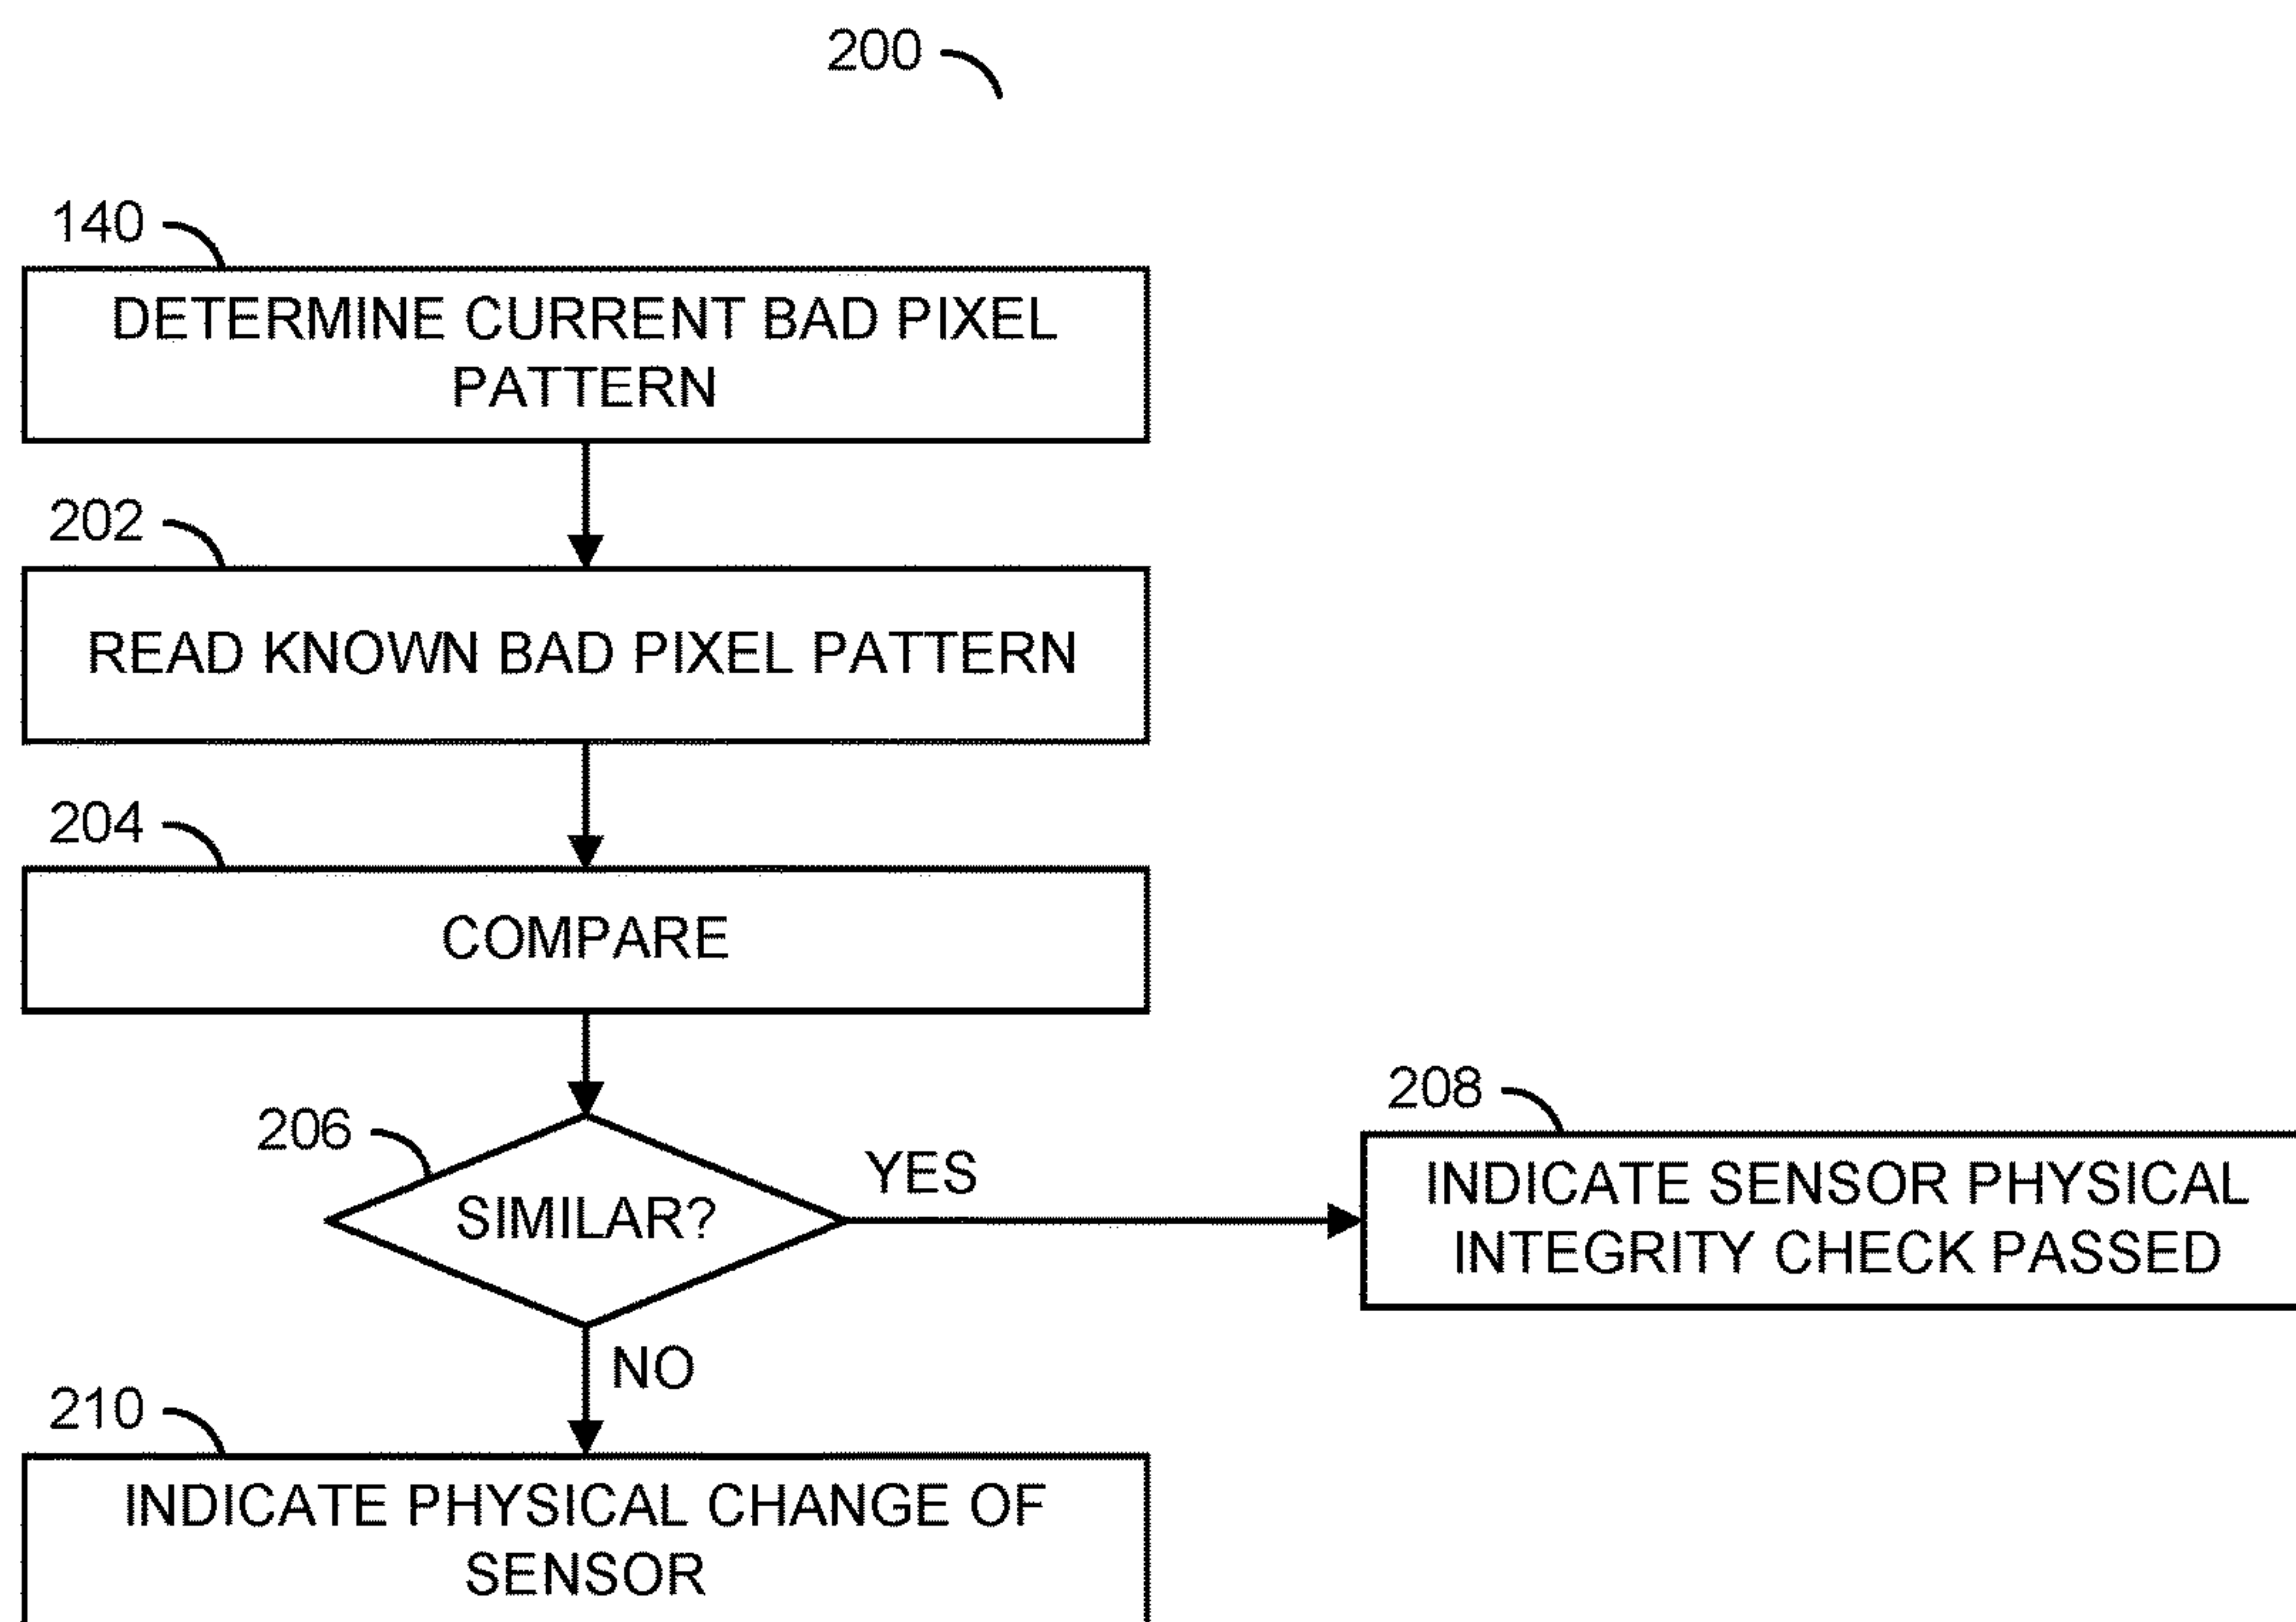 200
140
DETERMINE CURRENT BAD PIXEL
PATTERN
202
READ KNOWN BAD PIXEL PATTERN
204
COMPARE
206
SIMILAR?
YES
208
INDICATE SENSOR PHYSICAL
INTEGRITY CHECK PASSED
NO
210
INDICATE PHYSICAL CHANGE OF
SENSOR